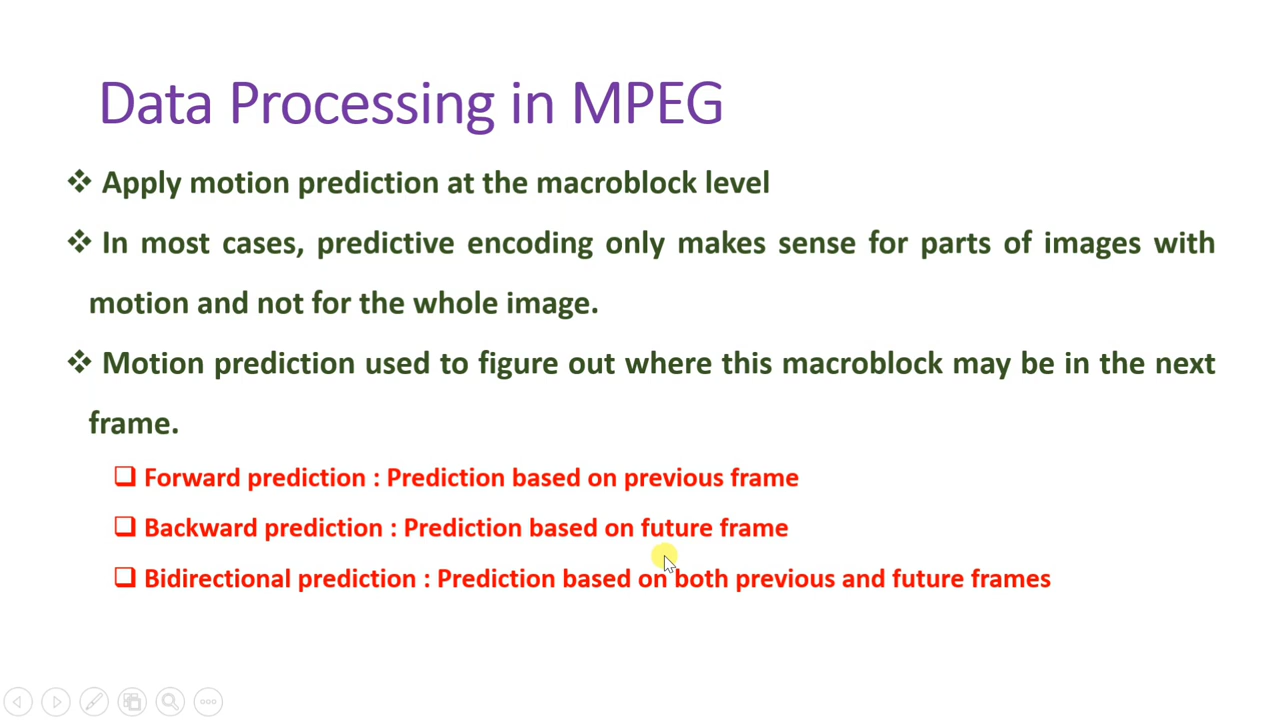 Data Processing in MPEG
❖ Apply motion prediction at the macroblock level
❖ In most cases, predictive encoding only makes sense for parts of images with
motion and not for the whole image.
❖ Motion prediction used to figure out where this macroblock may be in the next
frame.
❑ Forward prediction : Prediction based on previous frame
❑ Backward prediction : Prediction based on future frame
❑ Bidirectional prediction : Prediction based on both previous and future frames